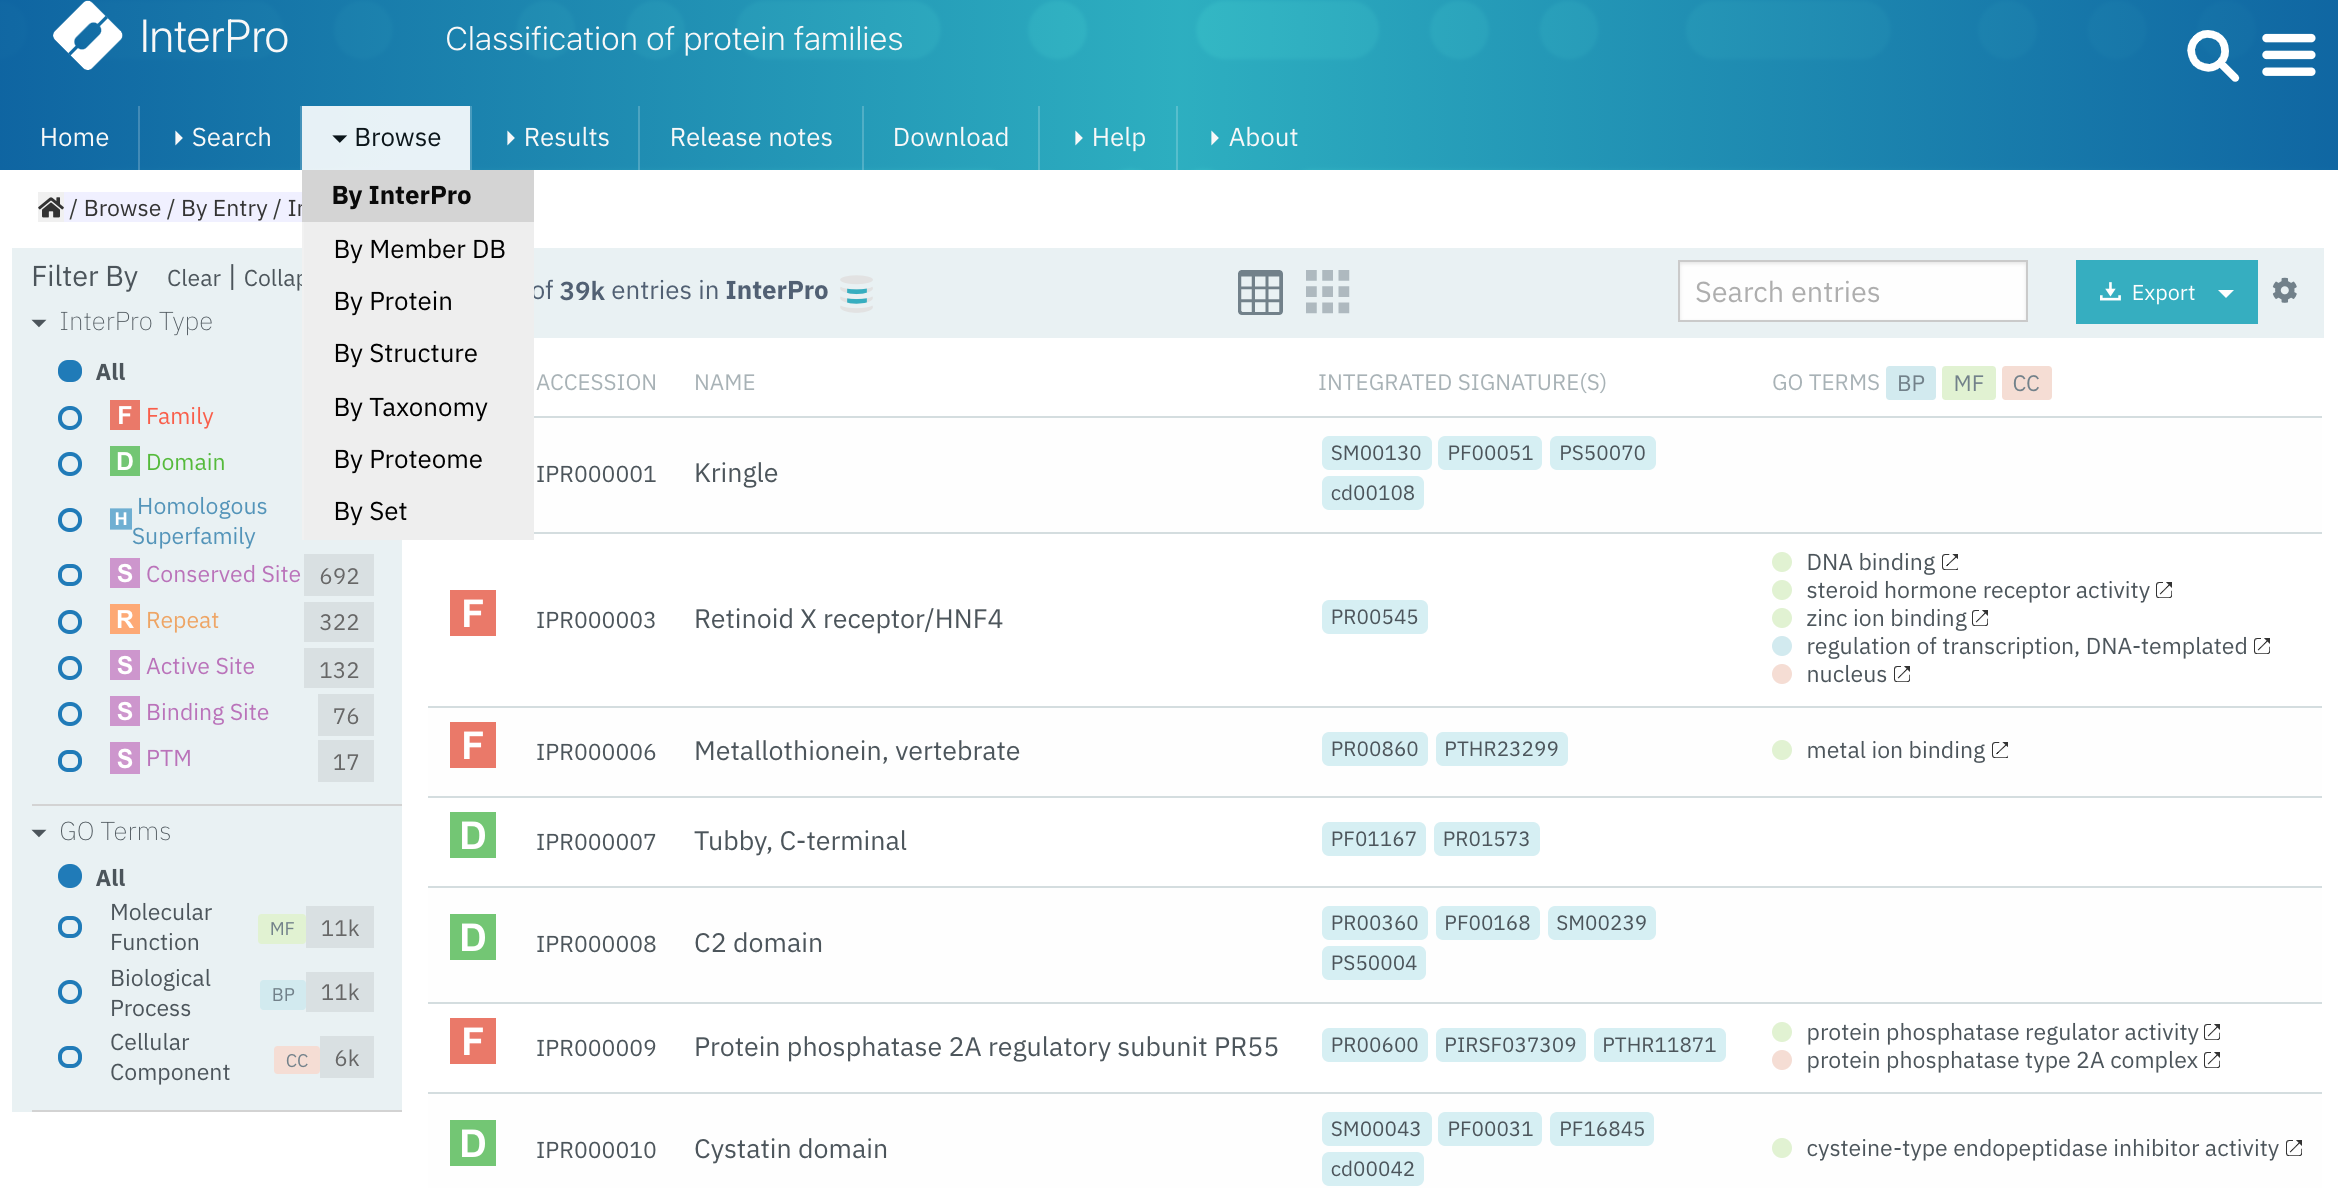 InterPro
Classification of protein families
Home
Search
Browse
Results
Release notes
Download
Help
About
By InterPro
By Member DB
By Protein
By Structure
By Taxonomy
By Proteome
By Set
/ Browse / By Entry /
Filter By Clear |
InterPro Type
All
F Family
D Domain
H Homologous
Superfamily
S Conserved Site 692
R Repeat 322
S Active Site 132
S Binding Site 76
S PTM 17
GO Terms
All
Molecular
Function MF 11k
Biological
Process BP 11k
Cellular
Component CC 6k
of 39k entries in InterPro
Search entries
Export
ACCESSION NAME INTEGRATED SIGNATURE(S) GO TERMS BP MF CC
IPR000001 Kringle SM00130 PF00051 PS50070
cd00108
F IPR000003 Retinoid X receptor/HNF4 PR00545
DNA binding
steroid hormone receptor activity
zinc ion binding
regulation of transcription, DNA-templated
nucleus
F IPR000006 Metallothionein, vertebrate PR00860 PTHR23299 metal ion binding
D IPR000007 Tubby, C-terminal PF01167 PR01573
D IPR000008 C2 domain PR00360 PF00168 SM00239
PS50004
F IPR000009 Protein phosphatase 2A regulatory subunit PR55 PR00600 PIRSF037309 PTHR11871
protein phosphatase regulator activity
protein phosphatase type 2A complex
D IPR000010 Cystatin domain SM00043 PF00031 PF16845
cd00042
cysteine-type endopeptidase inhibitor activity